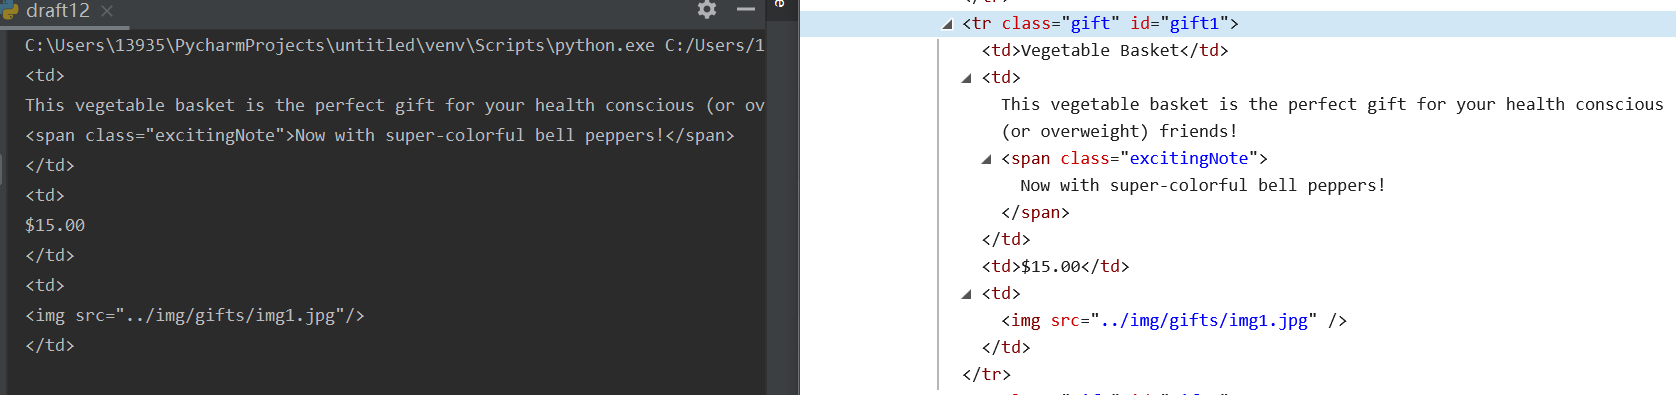 draft12
C:\Users\13935\PycharmProjects\untitled\venv\Scripts\python.exe C:/Users/1
<td>
This vegetable basket is the perfect gift for your health conscious (or ov
<span class="excitingNote">Now with super-colorful bell peppers!</span>
</td>
<td>
$15.00
</td>
<td>
<img src="../img/gifts/img1.jpg"/>
</td>
<tr class="gift" id="gift1">
<td>Vegetable Basket</td>
<td>
This vegetable basket is the perfect gift for your health conscious
(or overweight) friends!
<span class="excitingNote">
Now with super-colorful bell peppers!
</span>
</td>
<td>$15.00</td>
<td>
<img src="../img/gifts/img1.jpg" />
</td>
</tr>